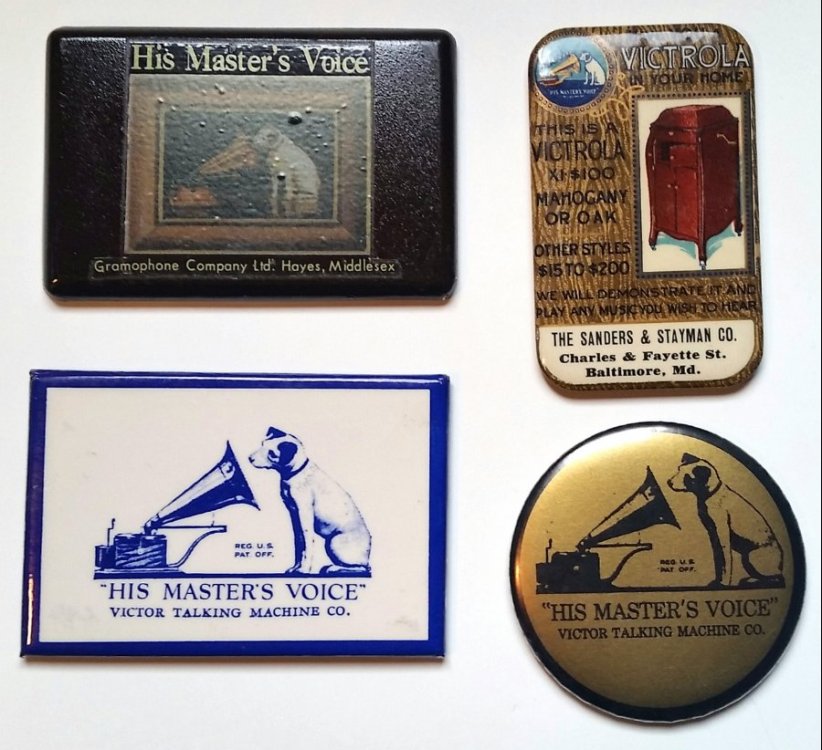 His Master's Voice
Gramophone Company Ltd. Hayes, Middlesex
"HIS MASTER'S VOICE"
VICTROLA
IN YOUR HOME
THIS IS A
VICTROLA
XI-$100
MAHOGANY
OR OAK
OTHER STYLES
$15 TO $200
WE WILL DEMONSTRATE IT AND
PLAY ANY MUSIC YOU WISH TO HEAR
THE SANDERS & STAYMAN CO.
Charles & Fayette St.
Baltimore, Md.
REG. U.S.
PAT OFF.
"HIS MASTER'S VOICE"
VICTOR TALKING MACHINE CO.
REG. U.S.
PAT. OFF.
"HIS MASTER'S VOICE"
VICTOR TALKING MACHINE CO.